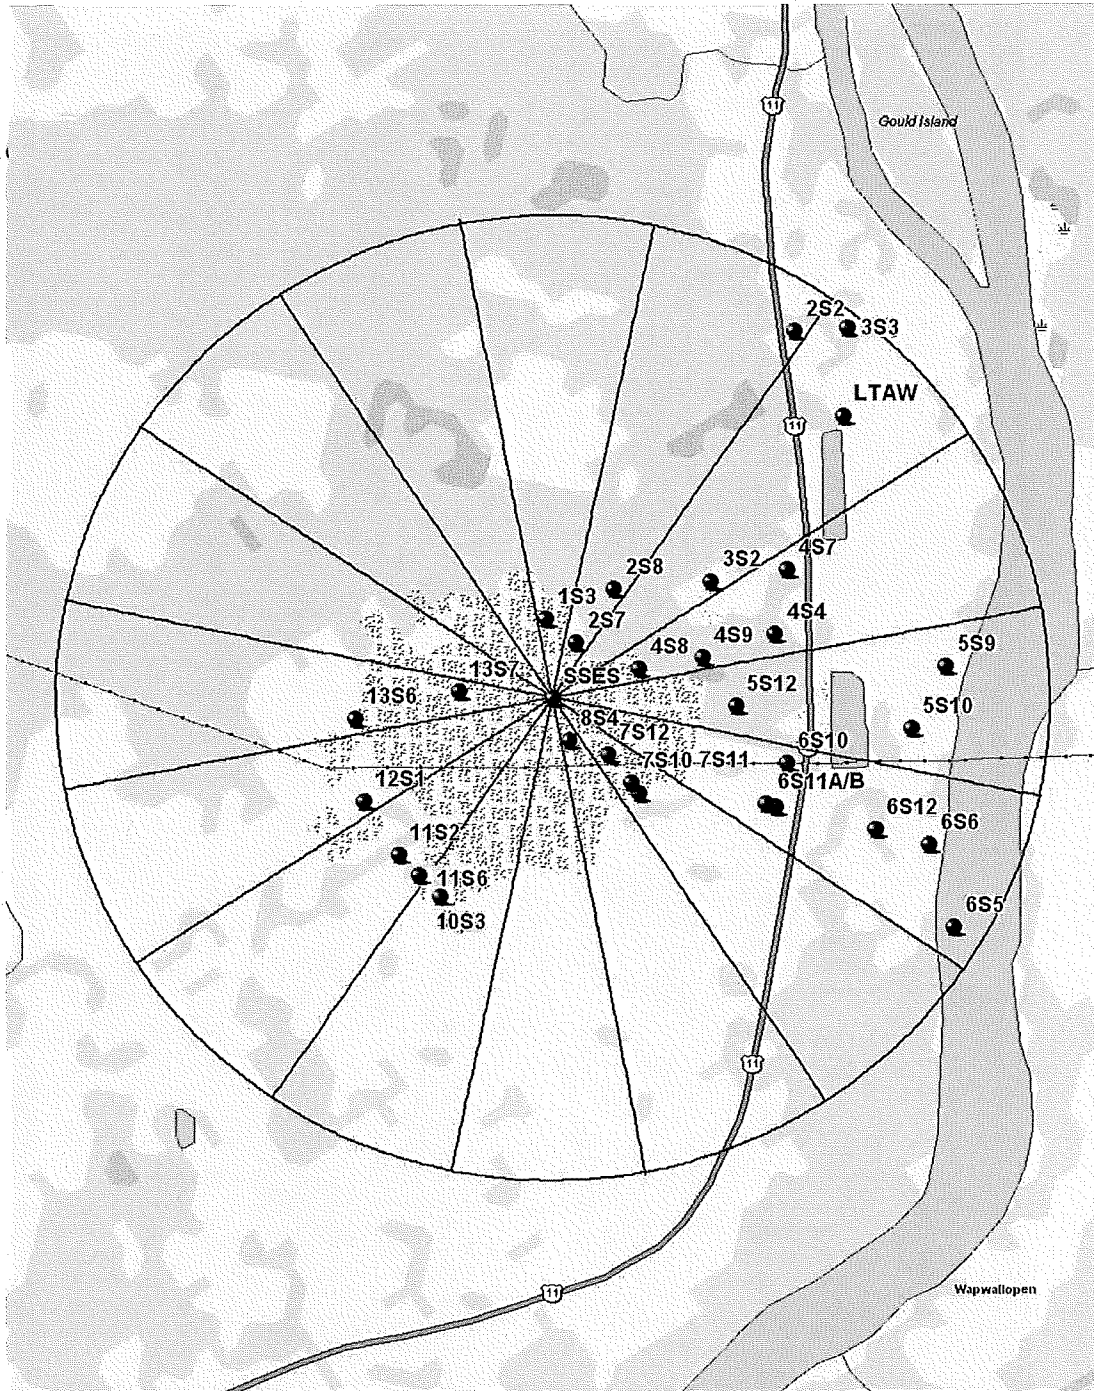 11
Gould Island
2S2
3S3
LTAW
11
4S7
3S2
2S8
1S3
2S7
4S4
4S9
4S8
5S9
SSES
13S7
13S6
5S12
5S10
8S4
7S12
6S10
7S10 7S11
6S11A/B
12S1
6S12
6S6
11S2
11S6
6S5
10S3
11
11
Wapwallopen